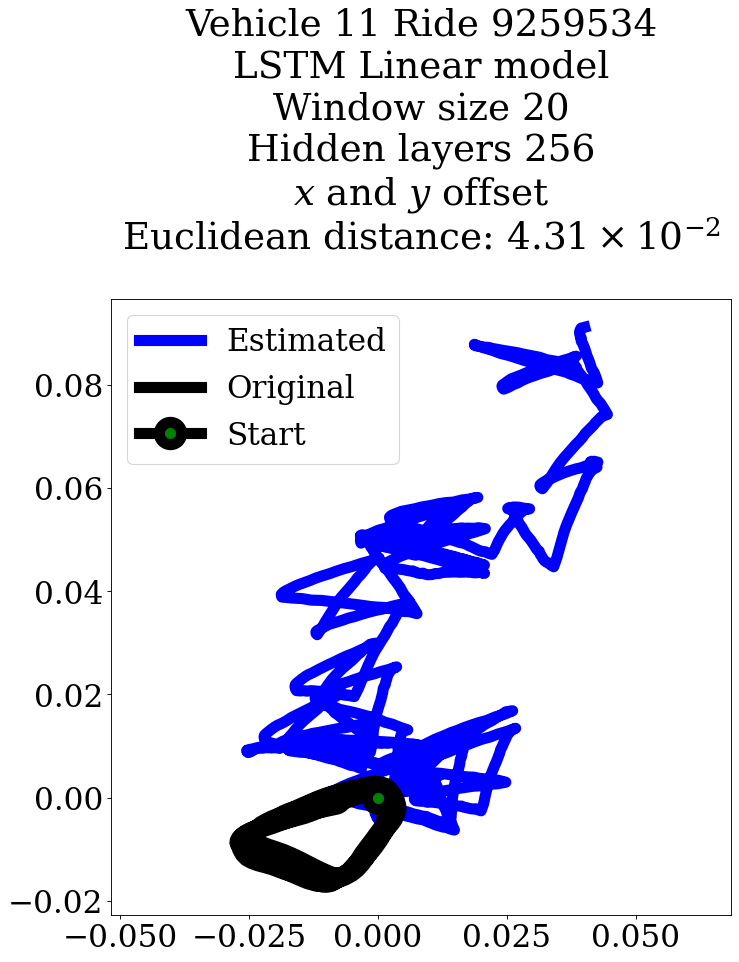 Vehicle 11 Ride 9259534
LSTM Linear model
Window size 20
Hidden layers 256
x and y offset
Euclidean distance: 4.31 × 10⁻²
Estimated
Original
Start
0.08
0.06
0.04
0.02
0.00
−0.02
−0.050 −0.025 0.000 0.025 0.050